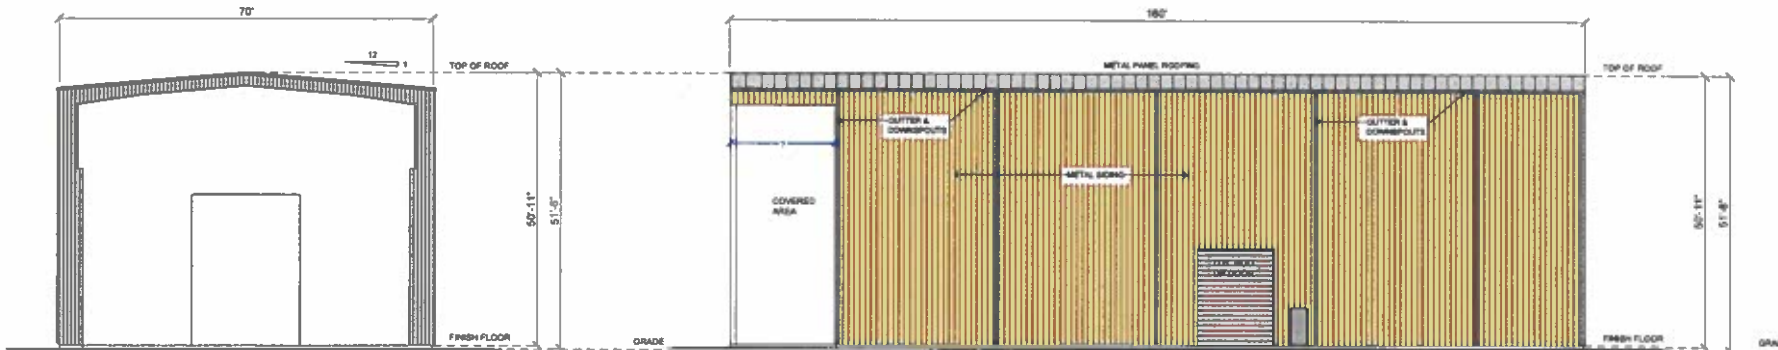 70'
160'
12
1
TOP OF ROOF
METAL PANEL ROOFING
TOP OF ROOF
GUTTER &
DOWNSPOUTS
GUTTER &
DOWNSPOUTS
METAL SIDING
COVERED
AREA
50'-11"
51'-6"
50'-11"
51'-6"
FINISH FLOOR
GRADE
FINISH FLOOR